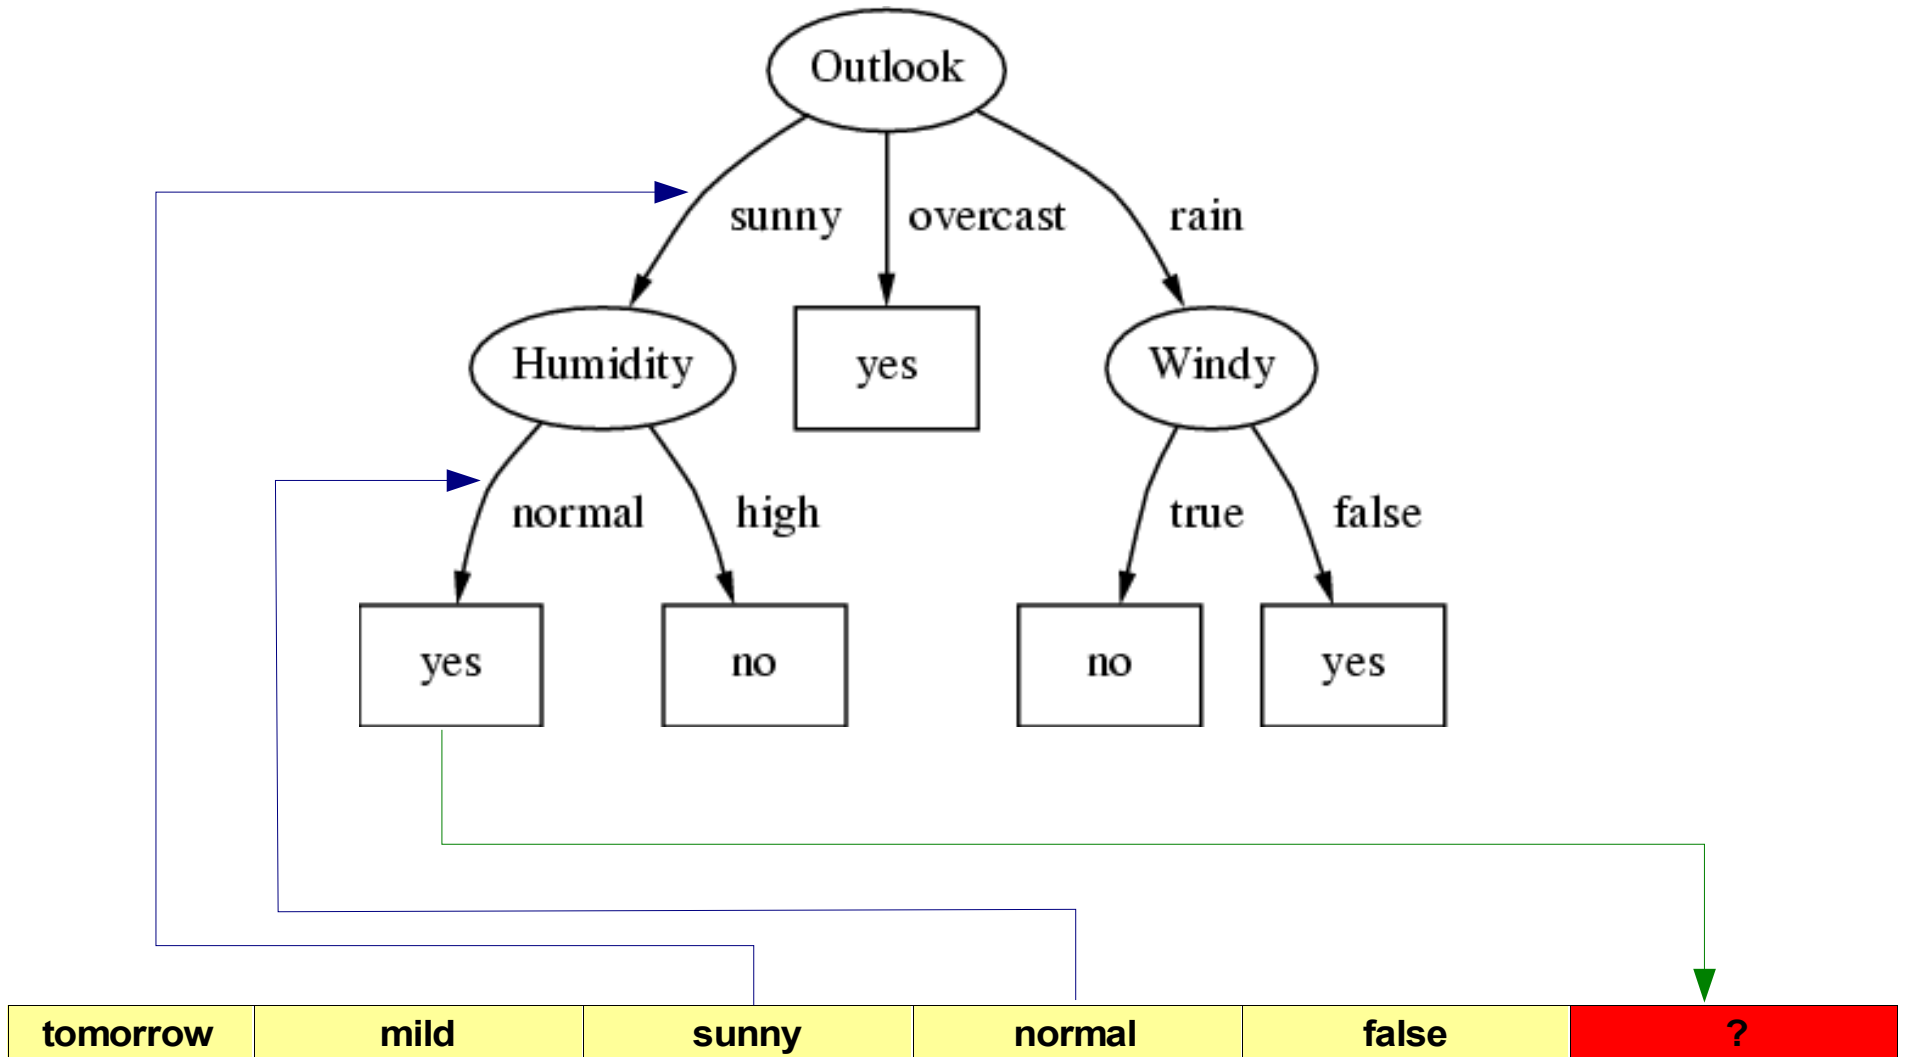 Outlook
sunny overcast rain
Humidity yes Windy
normal high true false
yes no no yes
tomorrow mild sunny normal false ?